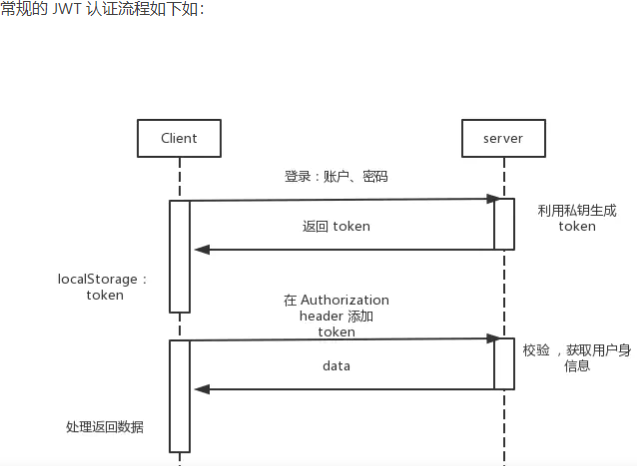 常规的 JWT 认证流程如下如：
Client
server
登录：账户、密码
利用私钥生成
token
返回 token
localStorage：
token
在 Authorization
header 添加
token
校验 ，获取用户身
信息
data
处理返回数据